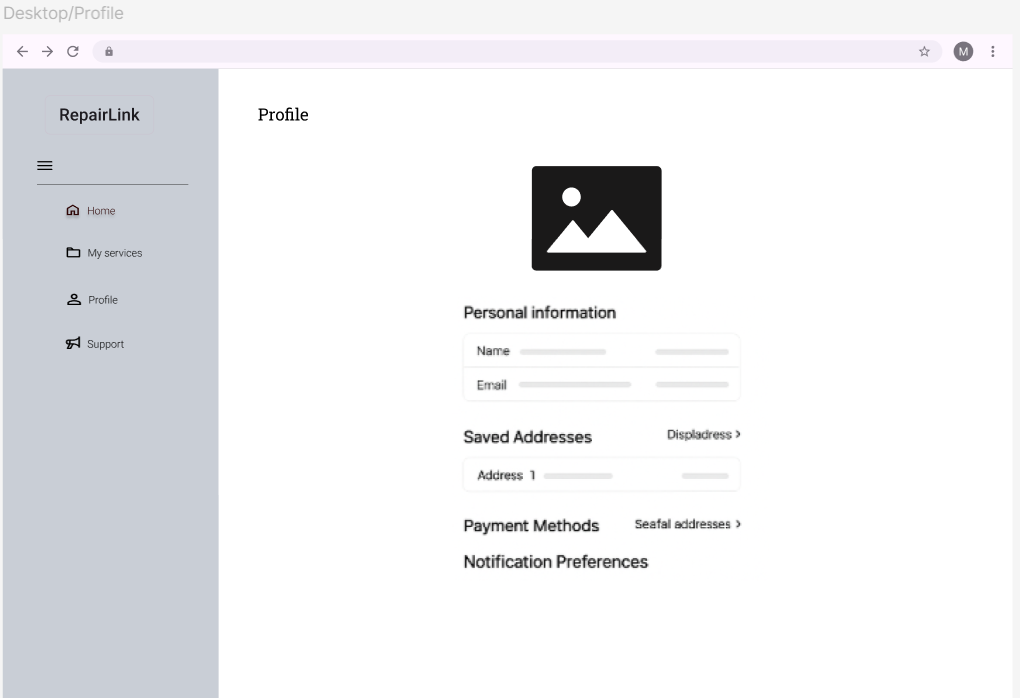 Desktop/Profile
M
RepairLink
Profile
Home
My services
Profile
Support
Personal information
Name
Email
Saved Addresses
Displadress >
Address 1
Payment Methods
Seafal addresses >
Notification Preferences